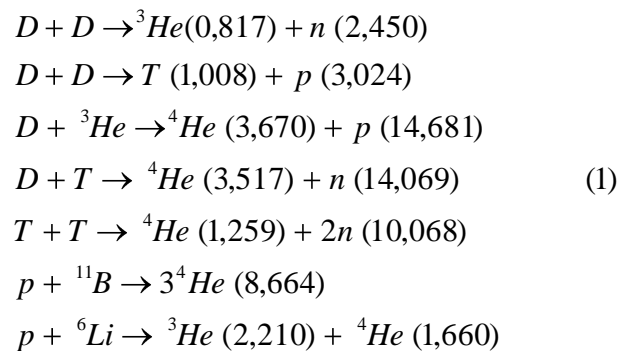 D + D → ³He(0,817) + n (2,450)
D + D → T (1,008) + p (3,024)
D + ³He → ⁴He (3,670) + p (14,681)
D + T → ⁴He (3,517) + n (14,069) (1)
T + T → ⁴He (1,259) + 2n (10,068)
p + ¹¹B → 3⁴He (8,664)
p + ⁶Li → ³He (2,210) + ⁴He (1,660)